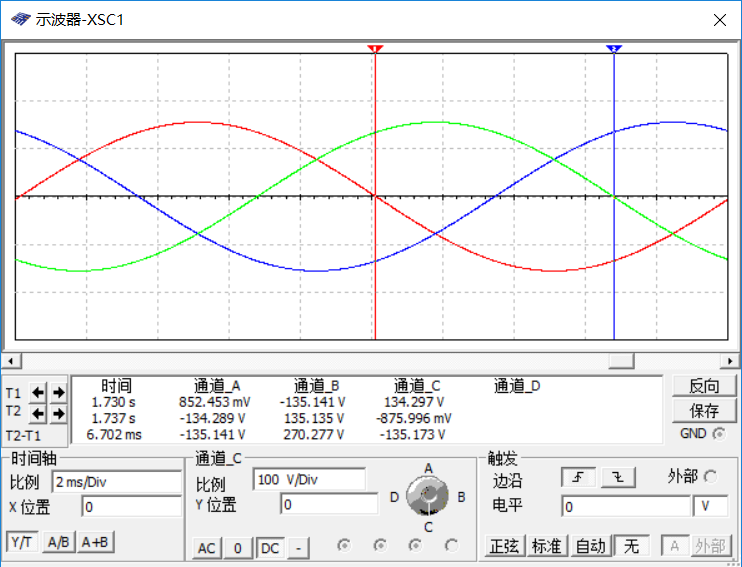 示波器-XSC1
1
2
时间 通道_A 通道_B 通道_C 通道_D
T1 1.730 s 852.453 mV -135.141 V 134.297 V
T2 1.737 s -134.289 V 135.135 V -875.996 mV
T2-T1 6.702 ms -135.141 V 270.277 V -135.173 V
反向
保存
GND
时间轴
比例 2 ms/Div
X 位置 0
Y/T A/B A+B
通道_C
比例 100 V/Div
Y 位置 0
A
D B
C
AC 0 DC -
触发
边沿 外部
电平 0 V
正弦 标准 自动 无 A 外部